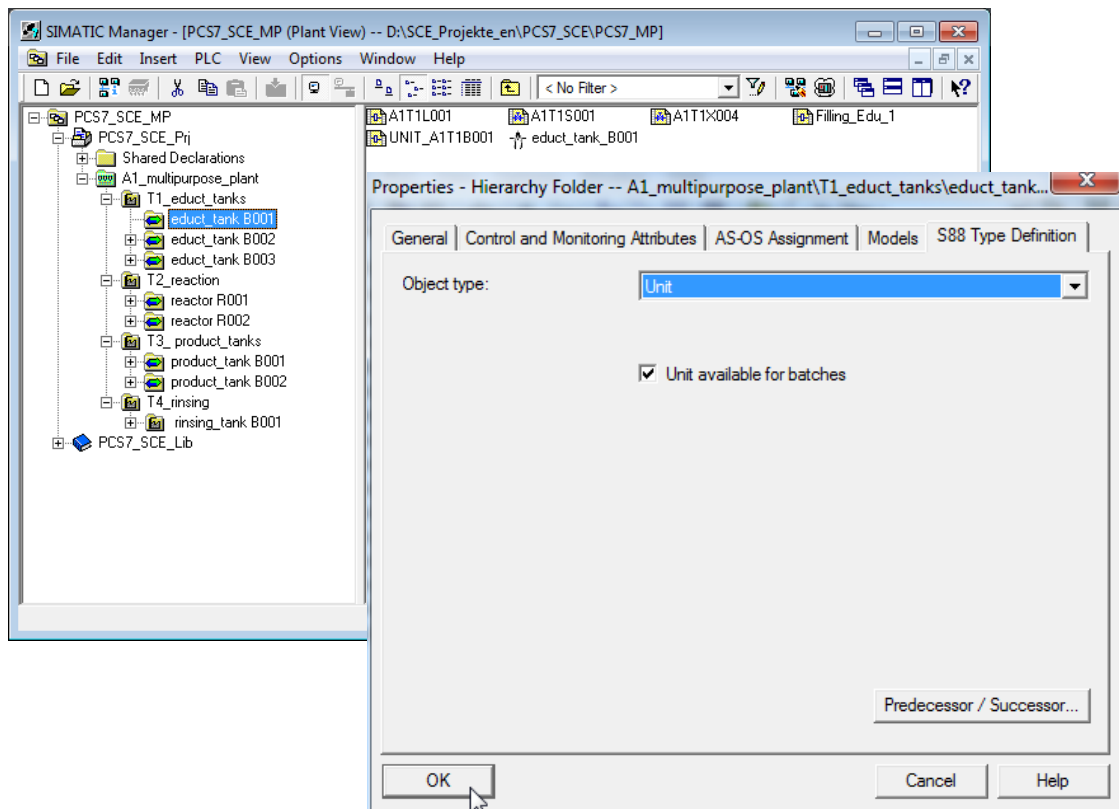 SIMATIC Manager - [PCS7_SCE_MP (Plant View) -- D:\SCE_Projekte_en\PCS7_SCE\PCS7_MP]
File Edit Insert PLC View Options Window Help
< No Filter >
PCS7_SCE_MP
PCS7_SCE_Prj
Shared Declarations
A1_multipurpose_plant
T1_educt_tanks
educt_tank B001
educt_tank B002
educt_tank B003
T2_reaction
reactor R001
reactor R002
T3_ product_tanks
product_tank B001
product_tank B002
T4_rinsing
rinsing_tank B001
PCS7_SCE_Lib
A1T1L001 A1T1S001 A1T1X004 Filling_Edu_1
UNIT_A1T1B001 educt_tank_B001
Properties - Hierarchy Folder -- A1_multipurpose_plant\T1_educt_tanks\educt_tank...
General Control and Monitoring Attributes AS-OS Assignment Models S88 Type Definition
Object type: Unit
Unit available for batches
Predecessor / Successor...
OK Cancel Help